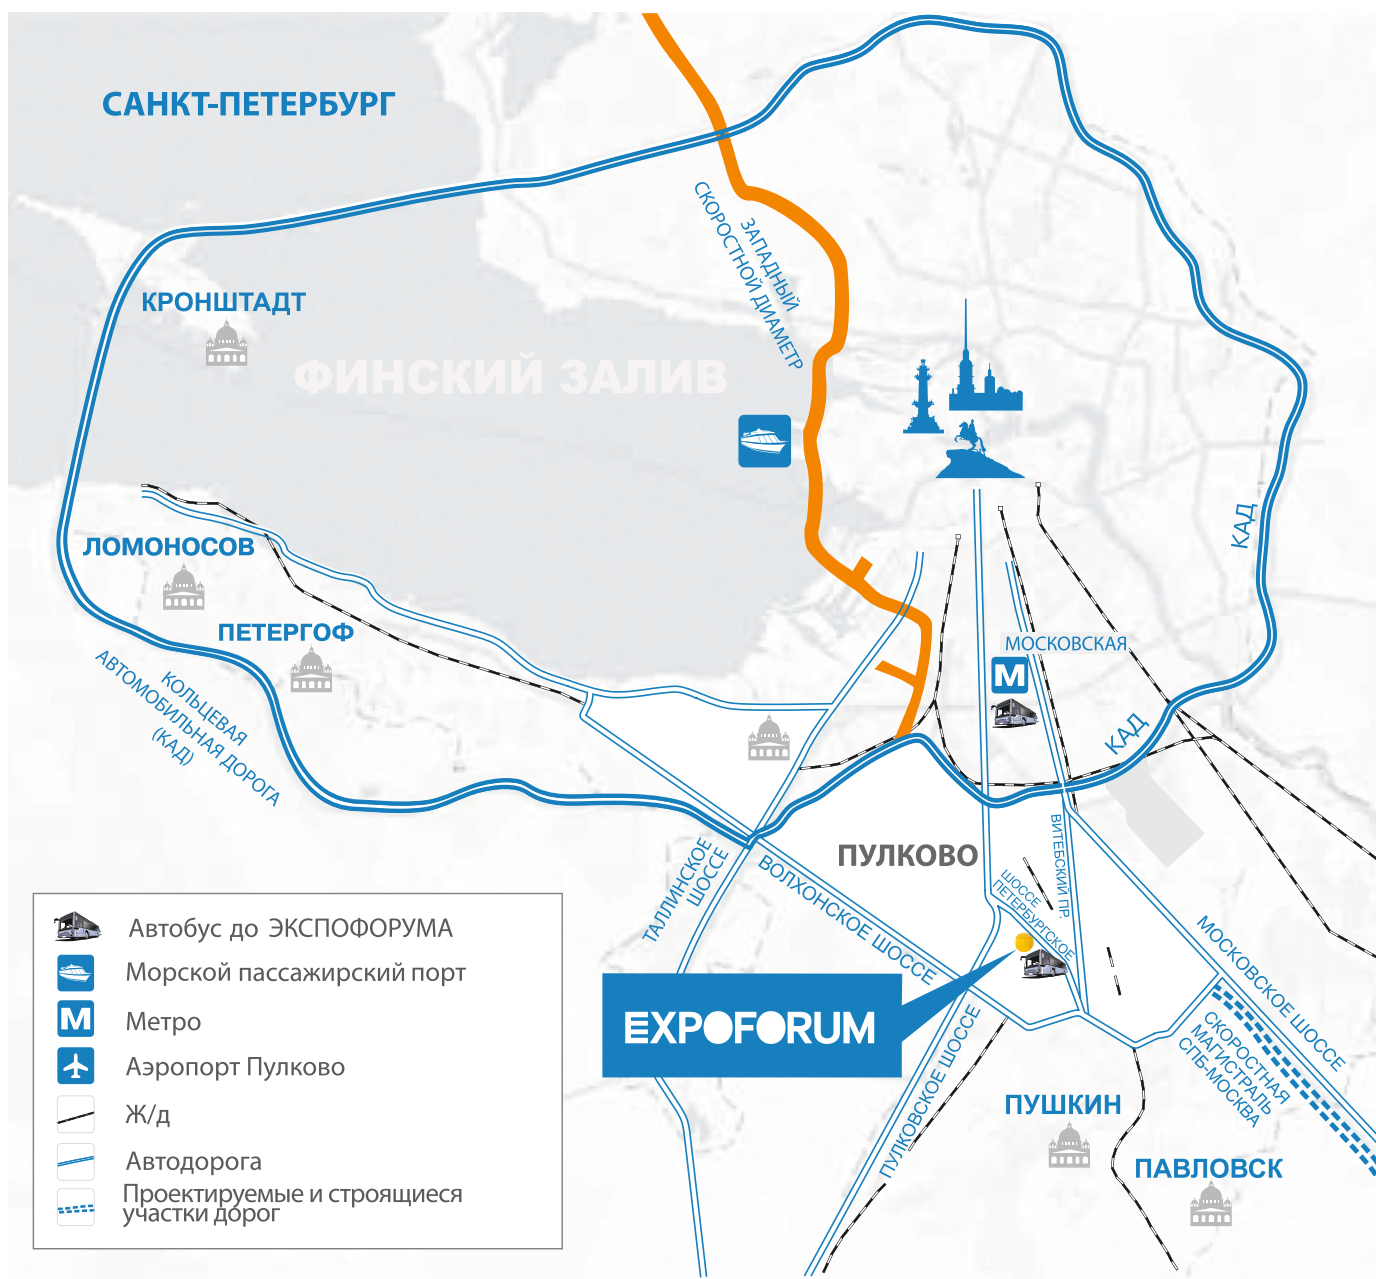 САНКТ-ПЕТЕРБУРГ
ЗАПАДНЫЙ
СКОРОСТНОЙ ДИАМЕТР
КРОНШТАДТ
ФИНСКИЙ ЗАЛИВ
КАД
ЛОМОНОСОВ
ПЕТЕРГОФ
МОСКОВСКАЯ
М
КОЛЬЦЕВАЯ
АВТОМОБИЛЬНАЯ ДОРОГА
(КАД)
КАД
ПУЛКОВО
ВИТЕБСКИЙ ПР.
ТАЛЛИНСКОЕ
ШОССЕ
ВОЛХОНСКОЕ ШОССЕ
ШОССЕ
ПЕТЕРБУРГСКОЕ
МОСКОВСКОЕ ШОССЕ
EXPOFORUM
ПУЛКОВСКОЕ ШОССЕ
СКОРОСТНАЯ
МАГИСТРАЛЬ
СПБ-МОСКВА
ПУШКИН
ПАВЛОВСК
Автобус до ЭКСПОФОРУМА
Морской пассажирский порт
М Метро
Аэропорт Пулково
Ж/д
Автодорога
Проектируемые и строящиеся
участки дорог